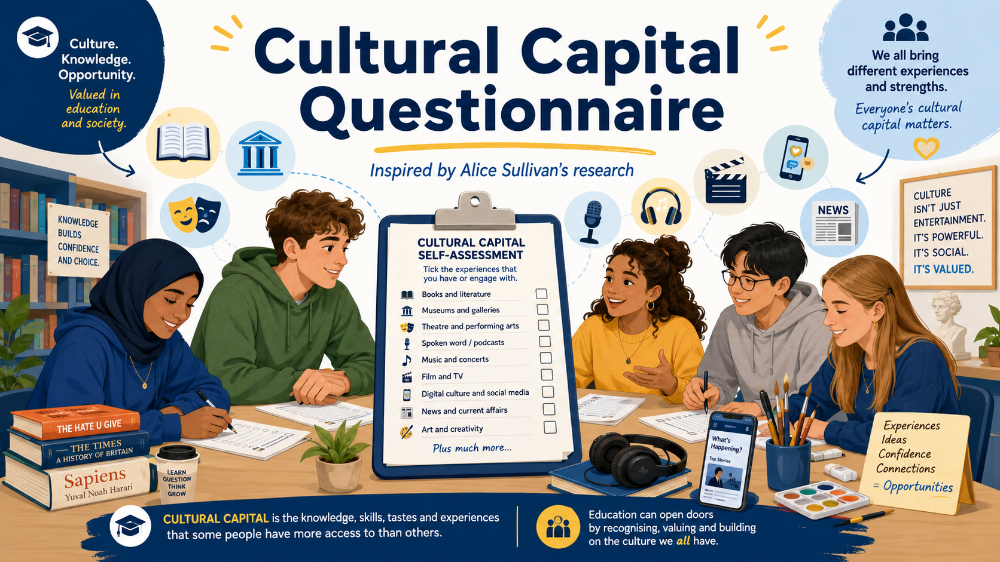 Culture.
Knowledge.
Opportunity.
Valued in
education
and society.
Cultural Capital
Questionnaire
Inspired by Alice Sullivan's research
We all bring
different experiences
and strengths.
Everyone's cultural
capital matters.
KNOWLEDGE
BUILDS
CONFIDENCE
AND CHOICE.
NEWS
CULTURE
ISN'T JUST
ENTERTAINMENT.
IT'S POWERFUL.
IT'S SOCIAL.
IT'S VALUED.
CULTURAL CAPITAL
SELF-ASSESSMENT
Tick the experiences that
you have or engage with.
Books and literature
Museums and galleries
Theatre and performing arts
Spoken word / podcasts
Music and concerts
Film and TV
Digital culture and social media
News and current affairs
Art and creativity
Plus much more...
THE HATE U GIVE
THE TIMES
A HISTORY OF BRITAIN
Sapiens
Yuval Noah Harari
LEARN
QUESTION
THINK
GROW
What's
Happening?
Top Stories
Experiences
Ideas
Confidence
Connections
= Opportunities
CULTURAL CAPITAL is the knowledge, skills, tastes and experiences
that some people have more access to than others.
Education can open doors
by recognising, valuing and building
on the culture we all have.